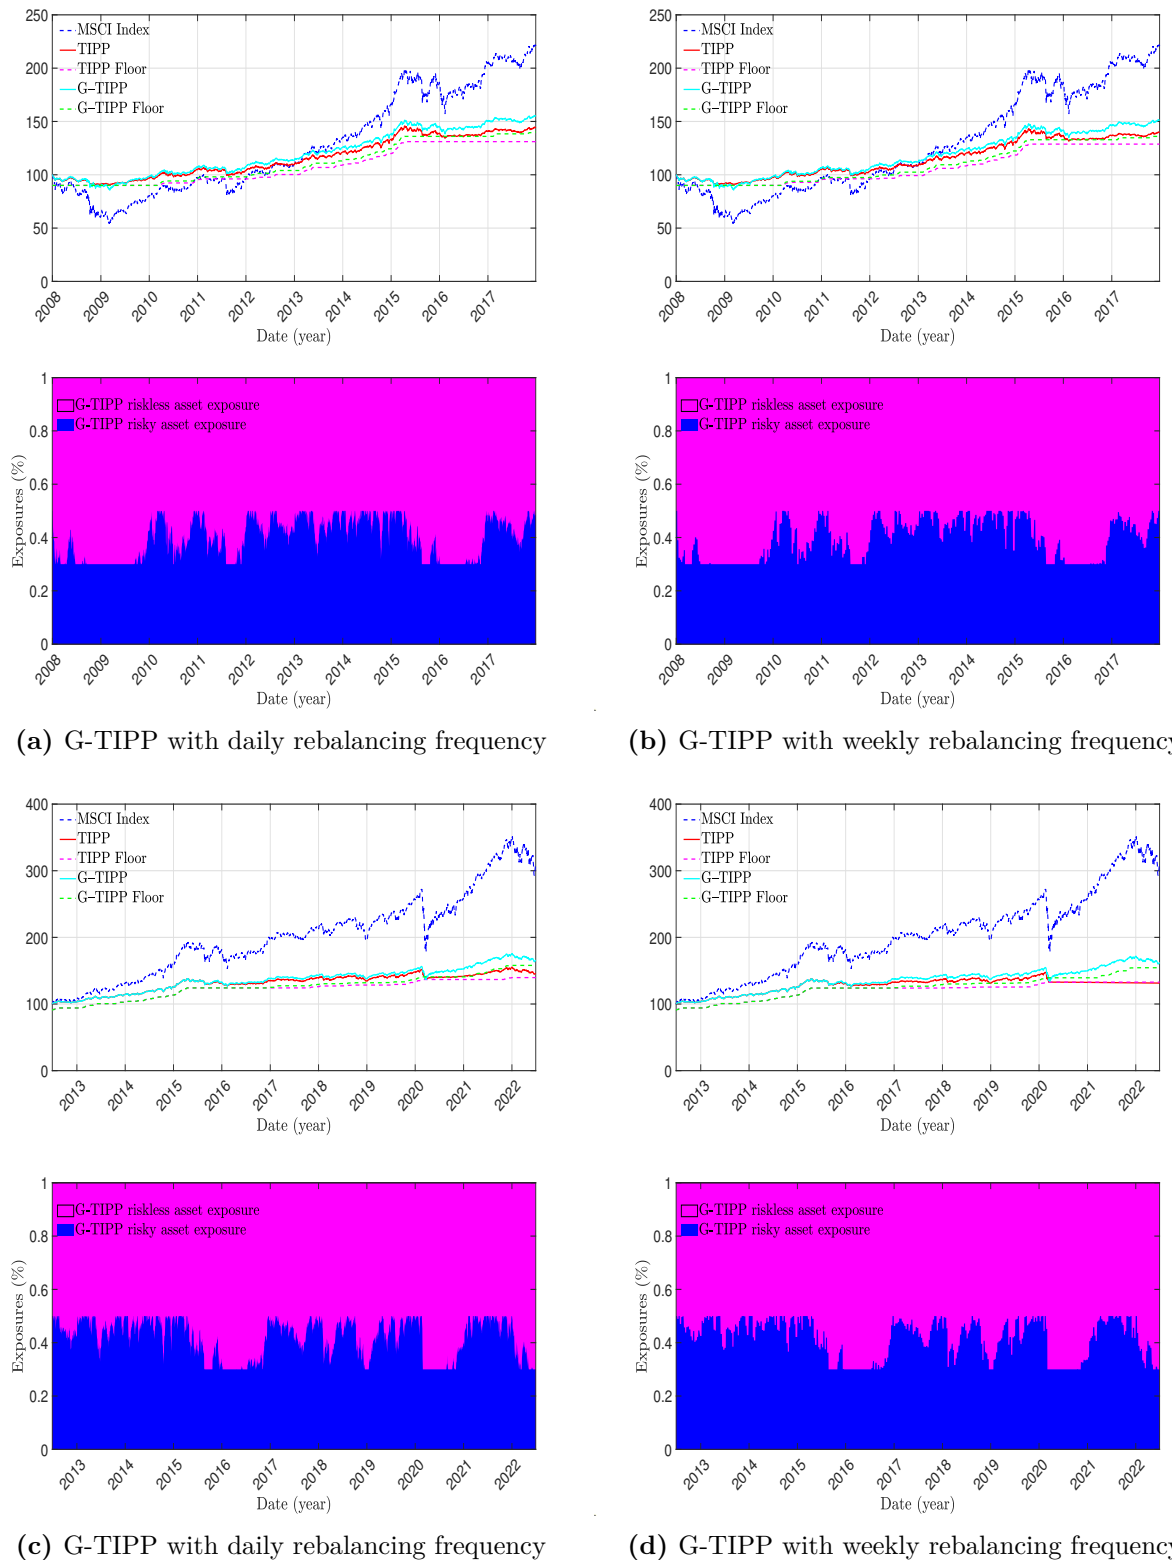 250
200
150
100
50
0
MSCI Index
TIPP
TIPP Floor
G–TIPP
G–TIPP Floor
2008 2009 2010 2011 2012 2013 2014 2015 2016 2017
Date (year)
250
200
150
100
50
0
MSCI Index
TIPP
TIPP Floor
G–TIPP
G–TIPP Floor
2008 2009 2010 2011 2012 2013 2014 2015 2016 2017
Date (year)
1
0.8
0.6
0.4
0.2
0
Exposures (%)
G-TIPP riskless asset exposure
G-TIPP risky asset exposure
2008 2009 2010 2011 2012 2013 2014 2015 2016 2017
Date (year)
1
0.8
0.6
0.4
0.2
0
Exposures (%)
G-TIPP riskless asset exposure
G-TIPP risky asset exposure
2008 2009 2010 2011 2012 2013 2014 2015 2016 2017
Date (year)
(a) G-TIPP with daily rebalancing frequency
(b) G-TIPP with weekly rebalancing frequency
400
300
200
100
0
MSCI Index
TIPP
TIPP Floor
G–TIPP
G–TIPP Floor
2013 2014 2015 2016 2017 2018 2019 2020 2021 2022
Date (year)
400
300
200
100
0
MSCI Index
TIPP
TIPP Floor
G–TIPP
G–TIPP Floor
2013 2014 2015 2016 2017 2018 2019 2020 2021 2022
Date (year)
1
0.8
0.6
0.4
0.2
0
Exposures (%)
G-TIPP riskless asset exposure
G-TIPP risky asset exposure
2013 2014 2015 2016 2017 2018 2019 2020 2021 2022
Date (year)
1
0.8
0.6
0.4
0.2
0
Exposures (%)
G-TIPP riskless asset exposure
G-TIPP risky asset exposure
2013 2014 2015 2016 2017 2018 2019 2020 2021 2022
Date (year)
(c) G-TIPP with daily rebalancing frequency
(d) G-TIPP with weekly rebalancing frequency